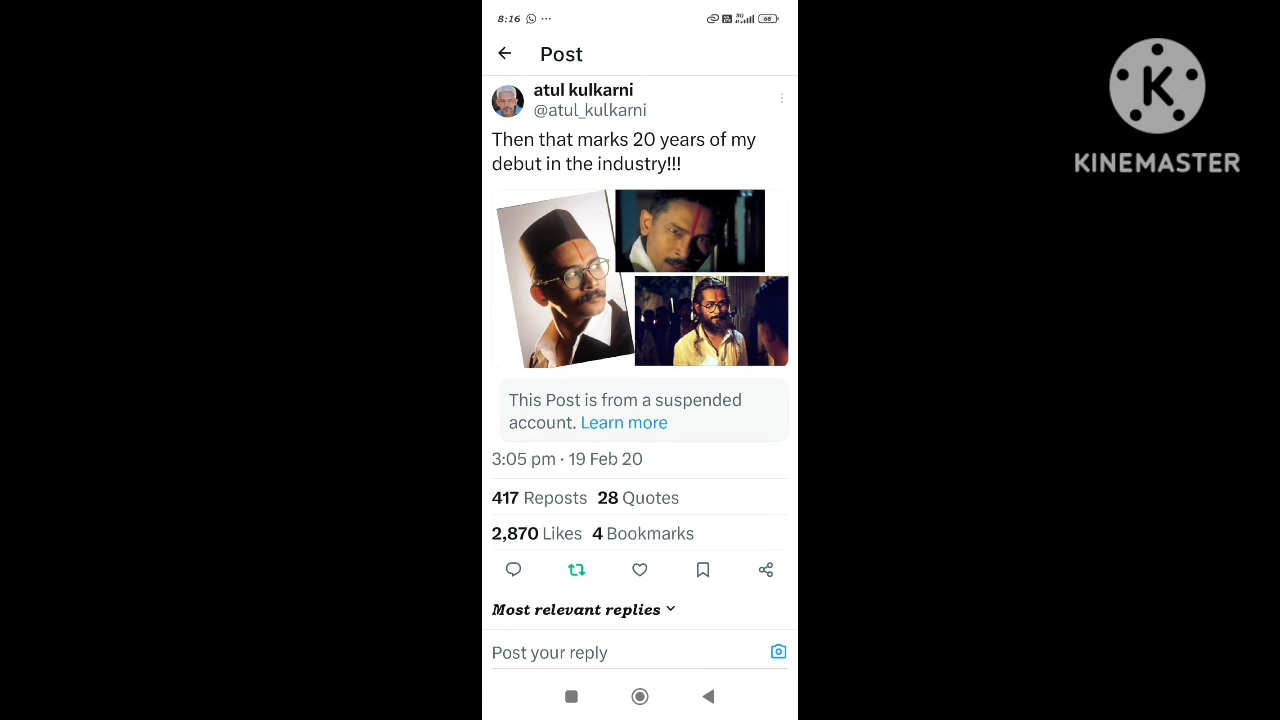 8:16 ...
Post
atul kulkarni
@atul_kulkarni
Then that marks 20 years of my
debut in the industry!!!
This Post is from a suspended
account. Learn more
3:05 pm · 19 Feb 20
417 Reposts 28 Quotes
2,870 Likes 4 Bookmarks
Most relevant replies
Post your reply
K
KINEMASTER